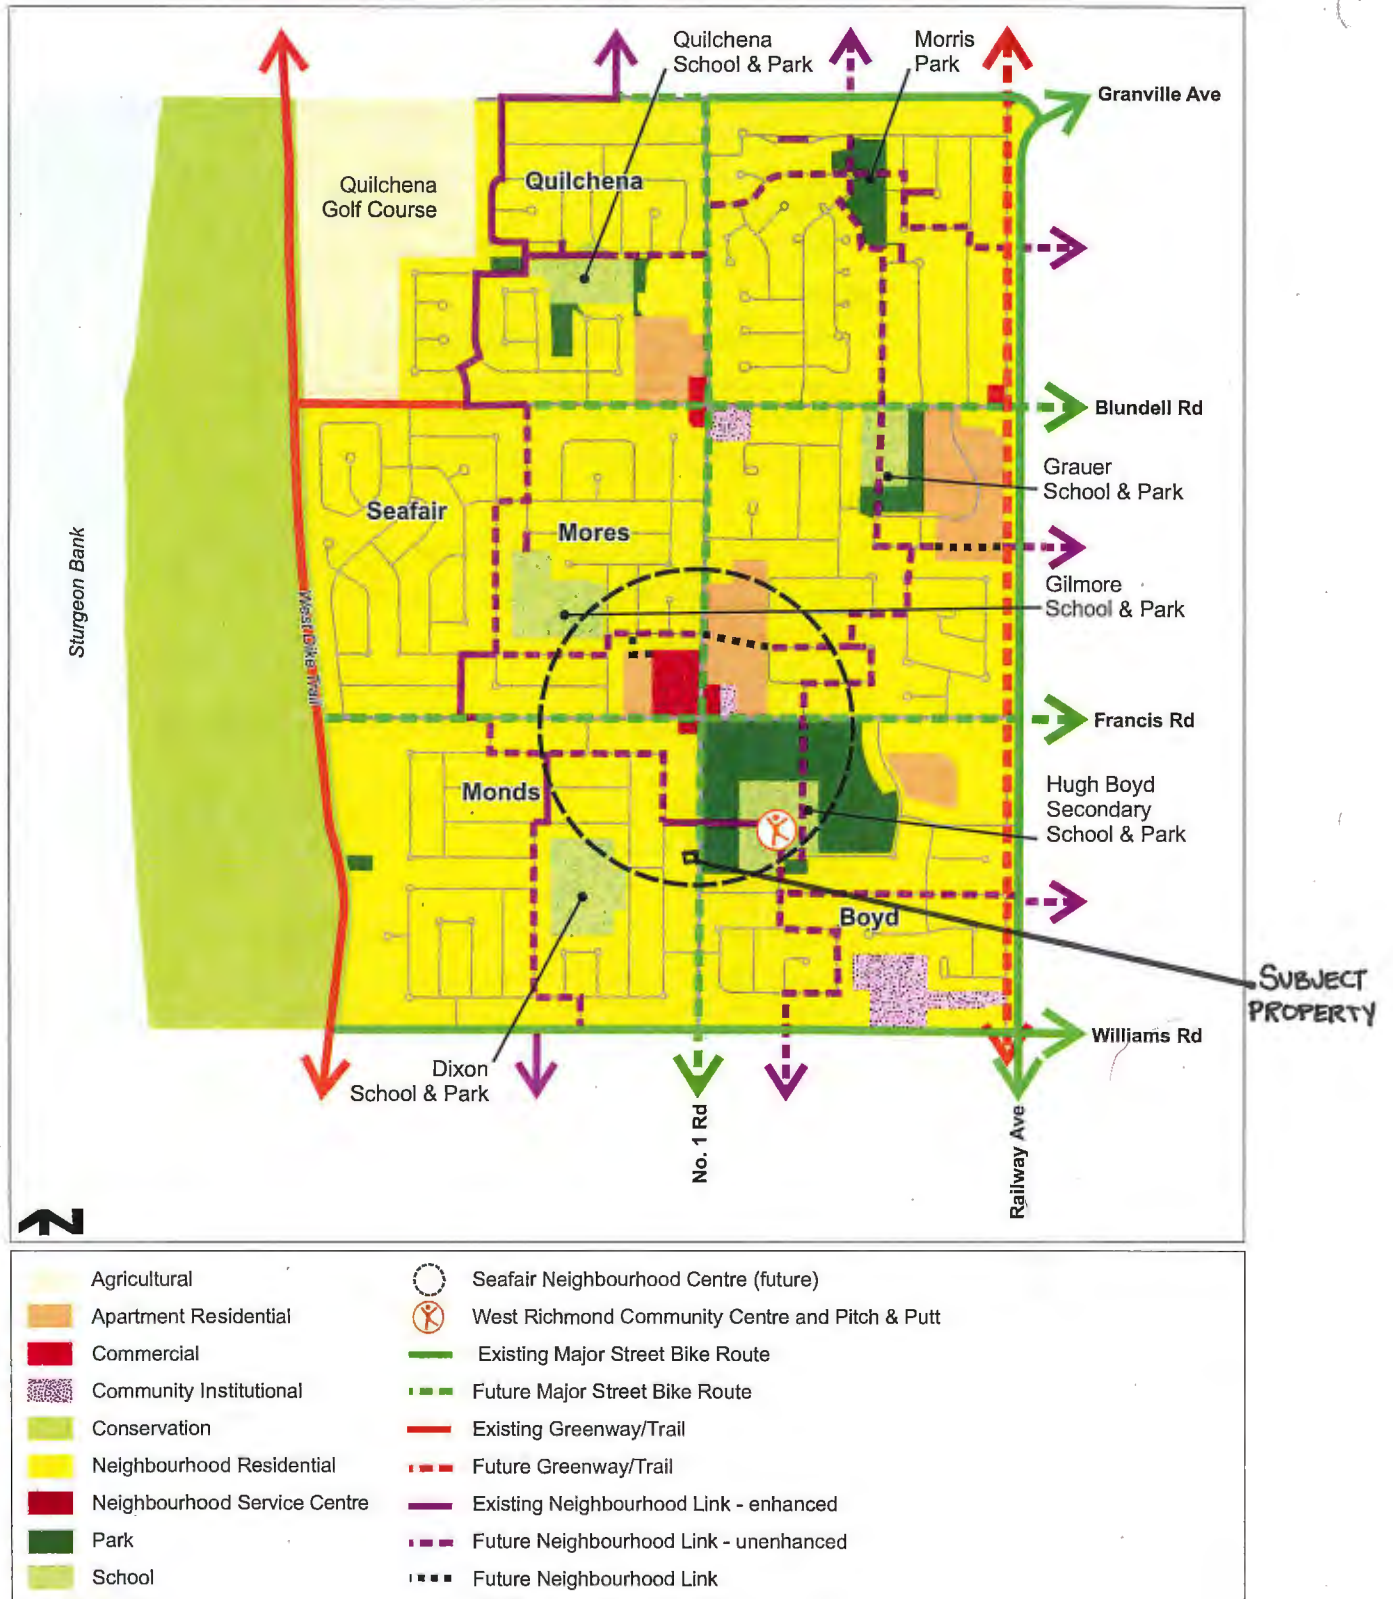 Quilchena
School & Park
Morris
Park
Granville Ave
Quilchena
Golf Course
Quilchena
Blundell Rd
Grauer
School & Park
Seafair
Mores
Sturgeon Bank
Gilmore
School & Park
West Dike Trail
Francis Rd
Monds
Hugh Boyd
Secondary
School & Park
Boyd
SUBJECT
PROPERTY
Williams Rd
Dixon
School & Park
No. 1 Rd
Railway Ave
N
Agricultural
Apartment Residential
Commercial
Community Institutional
Conservation
Neighbourhood Residential
Neighbourhood Service Centre
Park
School
Seafair Neighbourhood Centre (future)
West Richmond Community Centre and Pitch & Putt
Existing Major Street Bike Route
Future Major Street Bike Route
Existing Greenway/Trail
Future Greenway/Trail
Existing Neighbourhood Link - enhanced
Future Neighbourhood Link - unenhanced
Future Neighbourhood Link